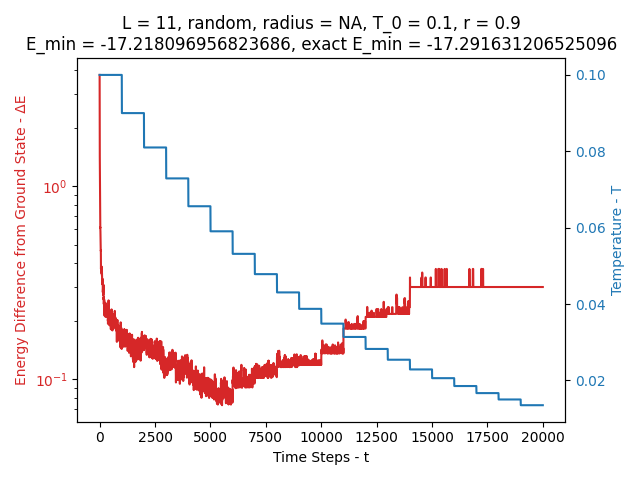 L = 11, random, radius = NA, T_0 = 0.1, r = 0.9
E_min = -17.218096956823686, exact E_min = -17.291631206525096
Energy Difference from Ground State - ΔE
10⁰
10⁻¹
0.10
0.08
0.06
0.04
0.02
Temperature - T
0 2500 5000 7500 10000 12500 15000 17500 20000
Time Steps - t